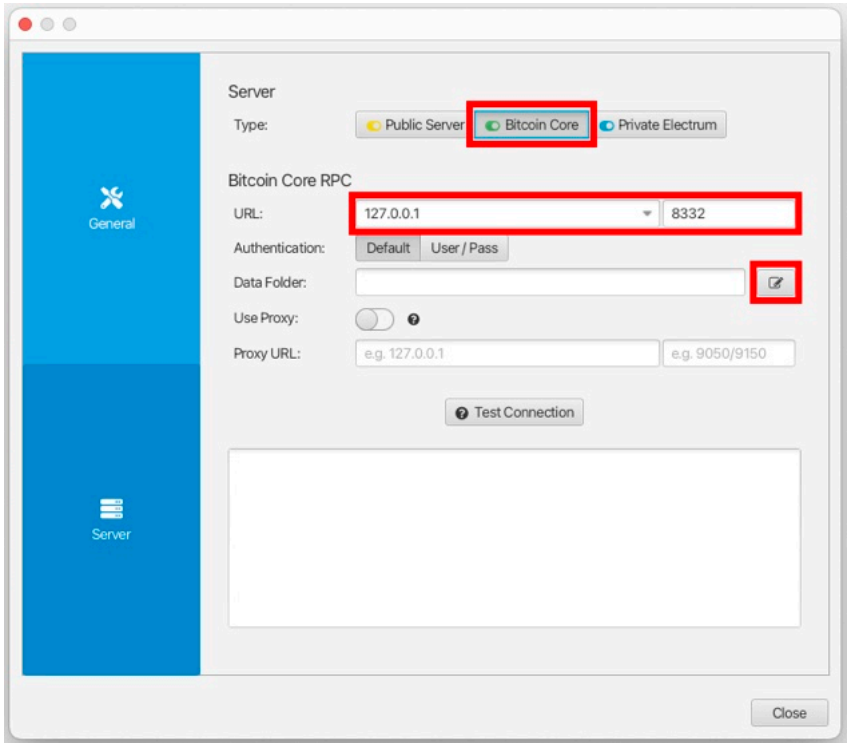 Server
Type: Public Server Bitcoin Core Private Electrum
Bitcoin Core RPC
General
URL: 127.0.0.1 8332
Authentication: Default User / Pass
Data Folder:
Use Proxy:
Proxy URL: e.g. 127.0.0.1 e.g. 9050/9150
Test Connection
Server
Close